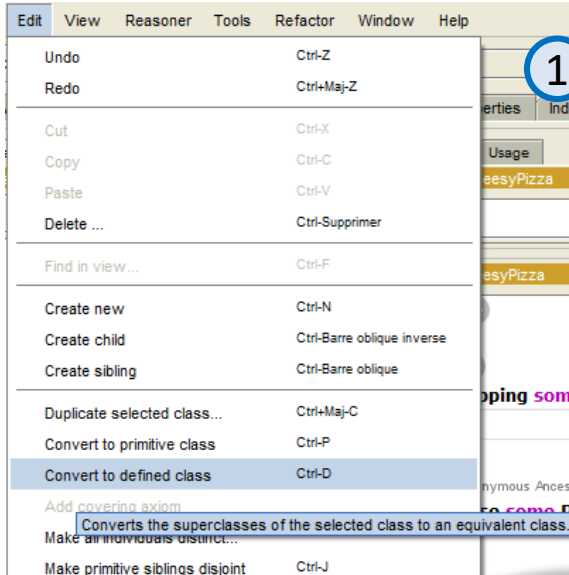 Edit View Reasoner Tools Refactor Window Help
1
Undo Ctrl-Z
Redo Ctrl+Maj-Z
erties Ind
Cut Ctrl-X
Copy Ctrl-C
Usage
Paste Ctrl-V
eesyPizza
Delete ... Ctrl-Supprimer
Find in view... Ctrl-F
esyPizza
Create new Ctrl-N
Create child Ctrl-Barre oblique inverse
Create sibling Ctrl-Barre oblique
pping som
Duplicate selected class... Ctrl+Maj-C
Convert to primitive class Ctrl-P
Convert to defined class Ctrl-D
nymous Ances
Add covering axiom
Converts the superclasses of the selected class to an equivalent class.
Make all individuals distinct...
Make primitive siblings disjoint Ctrl-J